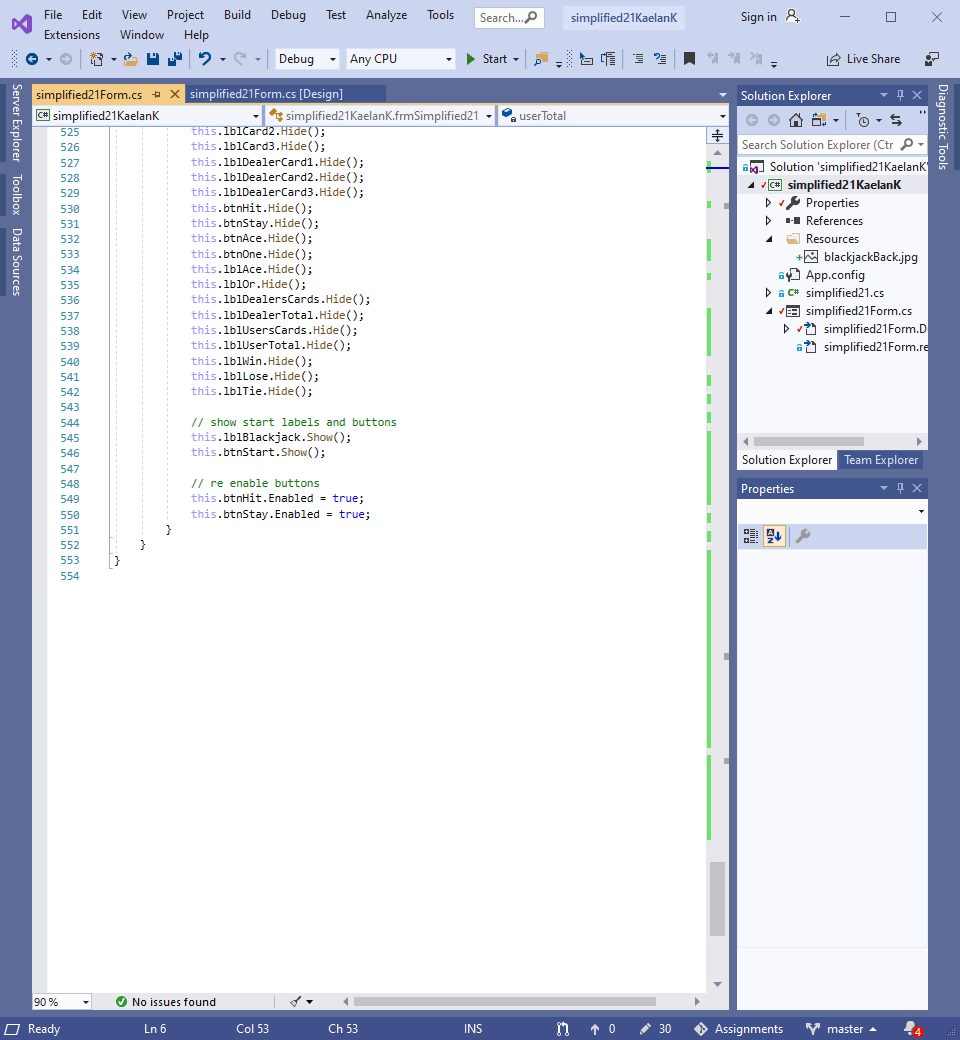 File Edit View Project Build Debug Test Analyze Tools Search... simplified21KaelanK Sign in
Extensions Window Help
Debug Any CPU Start Live Share
simplified21Form.cs simplified21Form.cs [Design]
simplified21KaelanK simplified21KaelanK.frmSimplified21 userTotal
525 this.lblCard2.Hide();
526 this.lblCard3.Hide();
527 this.lblDealerCard1.Hide();
528 this.lblDealerCard2.Hide();
529 this.lblDealerCard3.Hide();
530 this.btnHit.Hide();
531 this.btnStay.Hide();
532 this.btnAce.Hide();
533 this.btnOne.Hide();
534 this.lblAce.Hide();
535 this.lblOr.Hide();
536 this.lblDealersCards.Hide();
537 this.lblDealerTotal.Hide();
538 this.lblUsersCards.Hide();
539 this.lblUserTotal.Hide();
540 this.lblWin.Hide();
541 this.lblLose.Hide();
542 this.lblTie.Hide();
543
544 // show start labels and buttons
545 this.lblBlackjack.Show();
546 this.btnStart.Show();
547
548 // re enable buttons
549 this.btnHit.Enabled = true;
550 this.btnStay.Enabled = true;
551 }
552 }
553 }
554
90 % No issues found
Server Explorer
Toolbox
Data Sources
Solution Explorer
Search Solution Explorer (Ctr
Solution 'simplified21KaelanK'
C# simplified21KaelanK
Properties
References
Resources
blackjackBack.jpg
App.config
C# simplified21.cs
simplified21Form.cs
simplified21Form.D
simplified21Form.re
Solution Explorer Team Explorer
Properties
Diagnostic Tools
Ready Ln 6 Col 53 Ch 53 INS 0 30 Assignments master 4